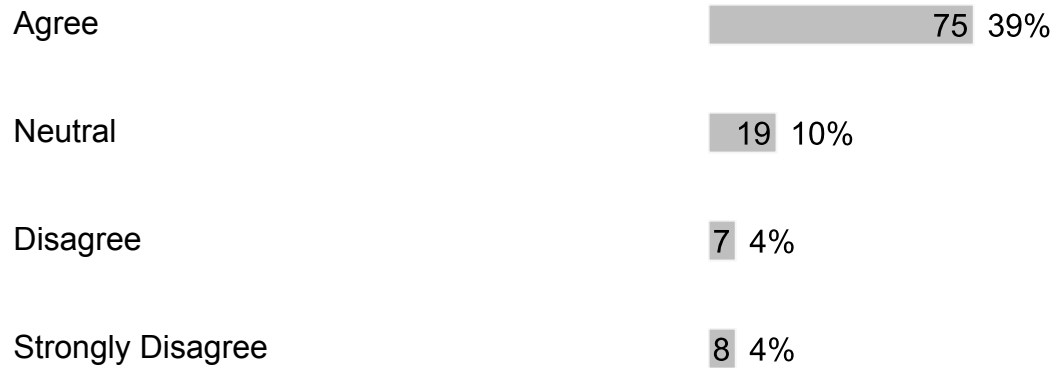 Agree 75 39%
Neutral 19 10%
Disagree 7 4%
Strongly Disagree 8 4%